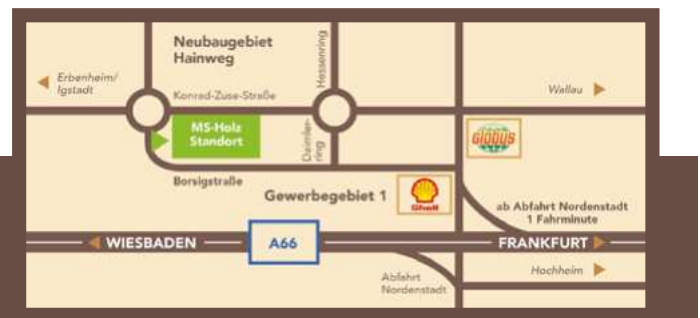 Neubaugebiet
Hainweg
Hessenring
Erbenheim/
Igstadt
Konrad-Zuse-Straße
Wallau
MS-Holz
Standort
Daimler-
ring
GLOBUS
Borsigstraße
Gewerbegebiet 1
Shell
ab Abfahrt Nordenstadt
1 Fahrminute
WIESBADEN
A66
FRANKFURT
Hochheim
Abfahrt
Nordenstadt